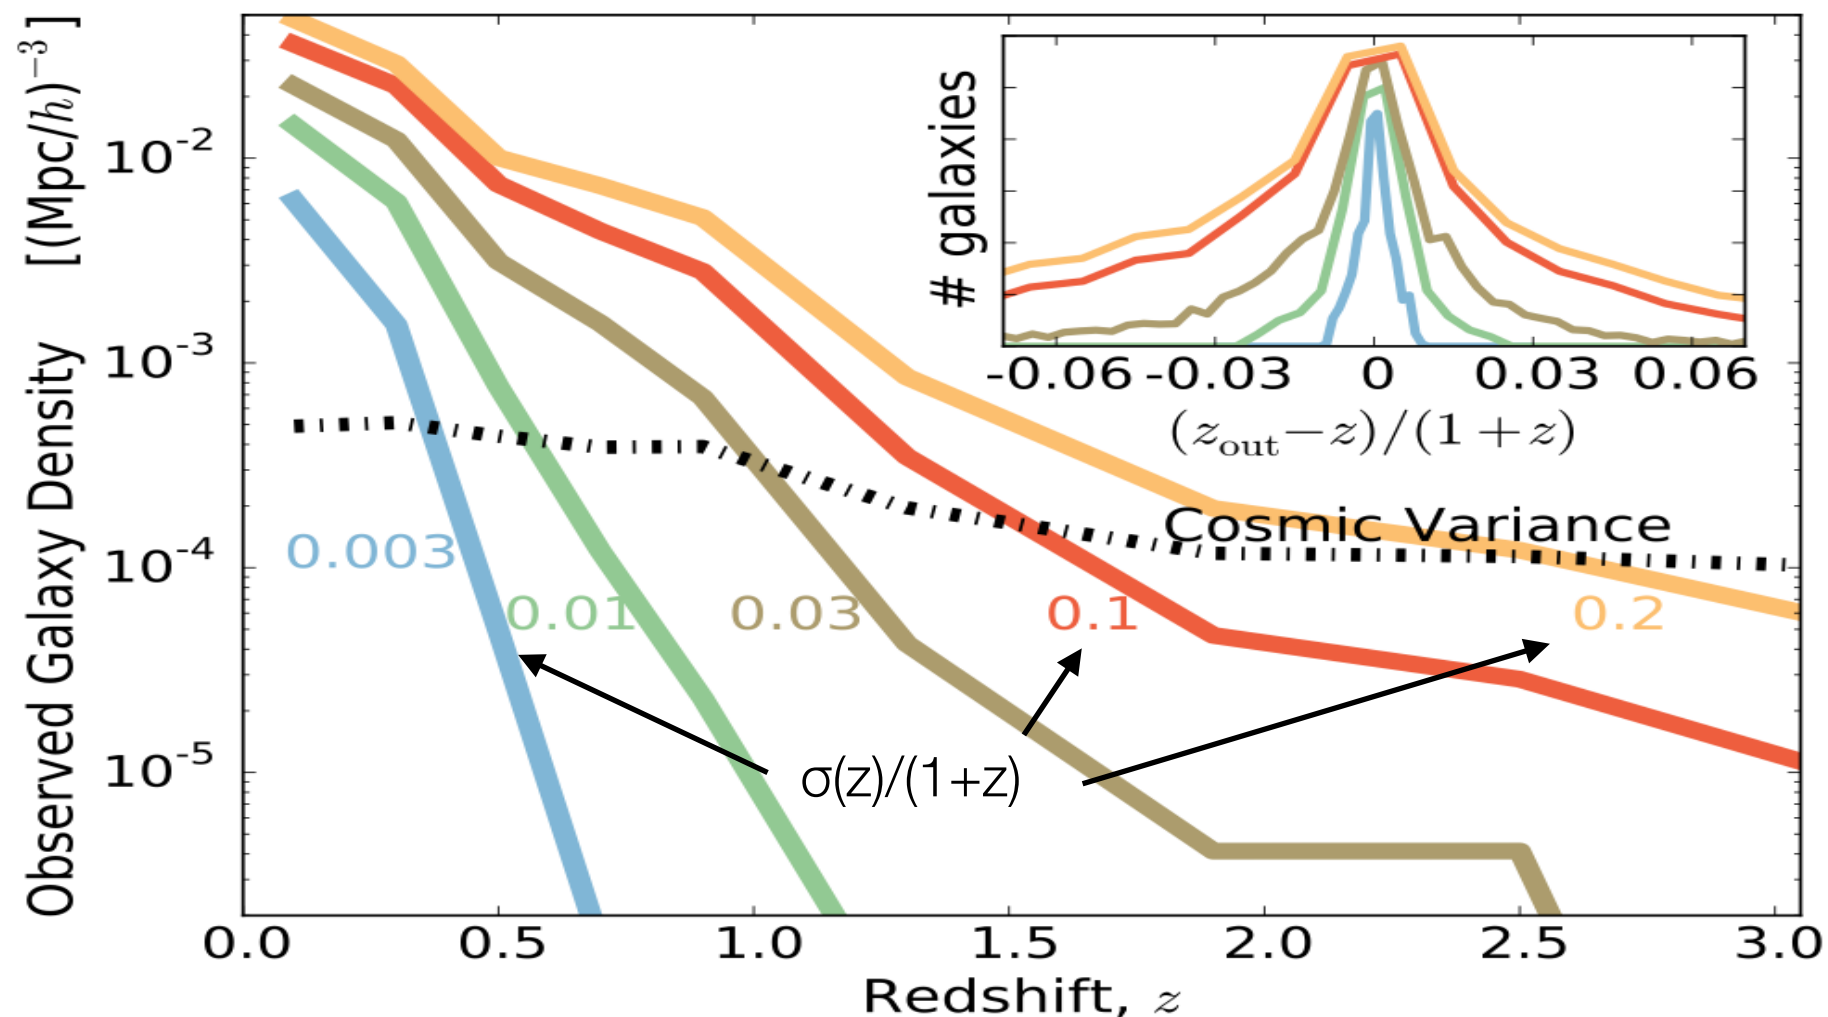 Observed Galaxy Density [(Mpc/h)⁻³]
10⁻²
10⁻³
10⁻⁴
10⁻⁵
# galaxies
-0.06 -0.03 0 0.03 0.06
(z_out−z)/(1+z)
Cosmic Variance
0.003
0.01 0.03 0.1 0.2
σ(z)/(1+z)
0.0 0.5 1.0 1.5 2.0 2.5 3.0
Redshift, z